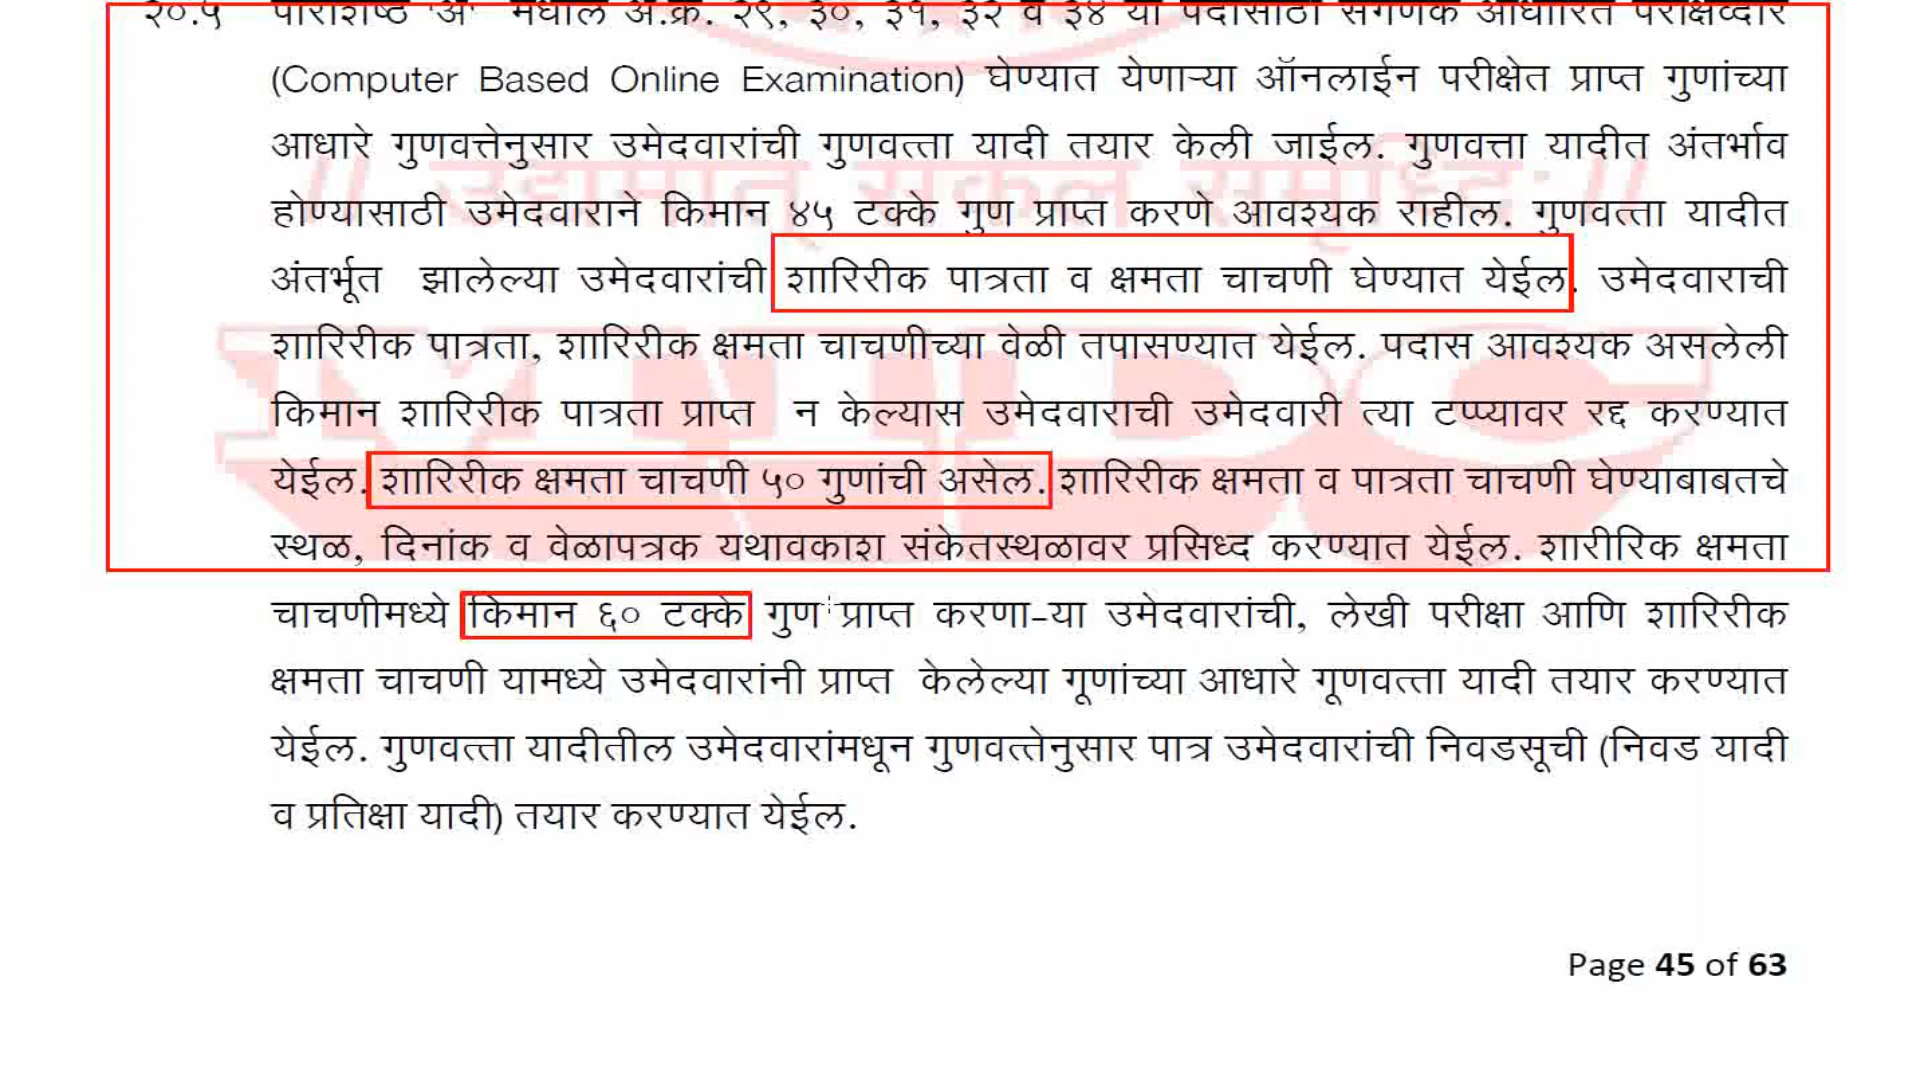 २०.५ परिशिष्ट 'अ' मधील अ.क्र. २९, ३०, ३१, ३२ व ३४ या पदासाठी संगणक आधारित परीक्षेव्दारे
(Computer Based Online Examination) घेण्यात येणाऱ्या ऑनलाईन परीक्षेत प्राप्त गुणांच्या
आधारे गुणवत्तेनुसार उमेदवारांची गुणवत्ता यादी तयार केली जाईल. गुणवत्ता यादीत अंतर्भाव
होण्यासाठी उमेदवाराने किमान ४५ टक्के गुण प्राप्त करणे आवश्यक राहील. गुणवत्ता यादीत
अंतर्भूत झालेल्या उमेदवारांची शारिरीक पात्रता व क्षमता चाचणी घेण्यात येईल. उमेदवाराची
शारिरीक पात्रता, शारिरीक क्षमता चाचणीच्या वेळी तपासण्यात येईल. पदास आवश्यक असलेली
किमान शारिरीक पात्रता प्राप्त न केल्यास उमेदवाराची उमेदवारी त्या टप्प्यावर रद्द करण्यात
येईल. शारिरीक क्षमता चाचणी ५० गुणांची असेल. शारिरीक क्षमता व पात्रता चाचणी घेण्याबाबतचे
स्थळ, दिनांक व वेळापत्रक यथावकाश संकेतस्थळावर प्रसिध्द करण्यात येईल. शारीरिक क्षमता
चाचणीमध्ये किमान ६० टक्के गुण प्राप्त करणा-या उमेदवारांची, लेखी परीक्षा आणि शारिरीक
क्षमता चाचणी यामध्ये उमेदवारांनी प्राप्त केलेल्या गूणांच्या आधारे गूणवत्ता यादी तयार करण्यात
येईल. गुणवत्ता यादीतील उमेदवारांमधून गुणवत्तेनुसार पात्र उमेदवारांची निवडसूची (निवड यादी
व प्रतिक्षा यादी) तयार करण्यात येईल.
Page 45 of 63